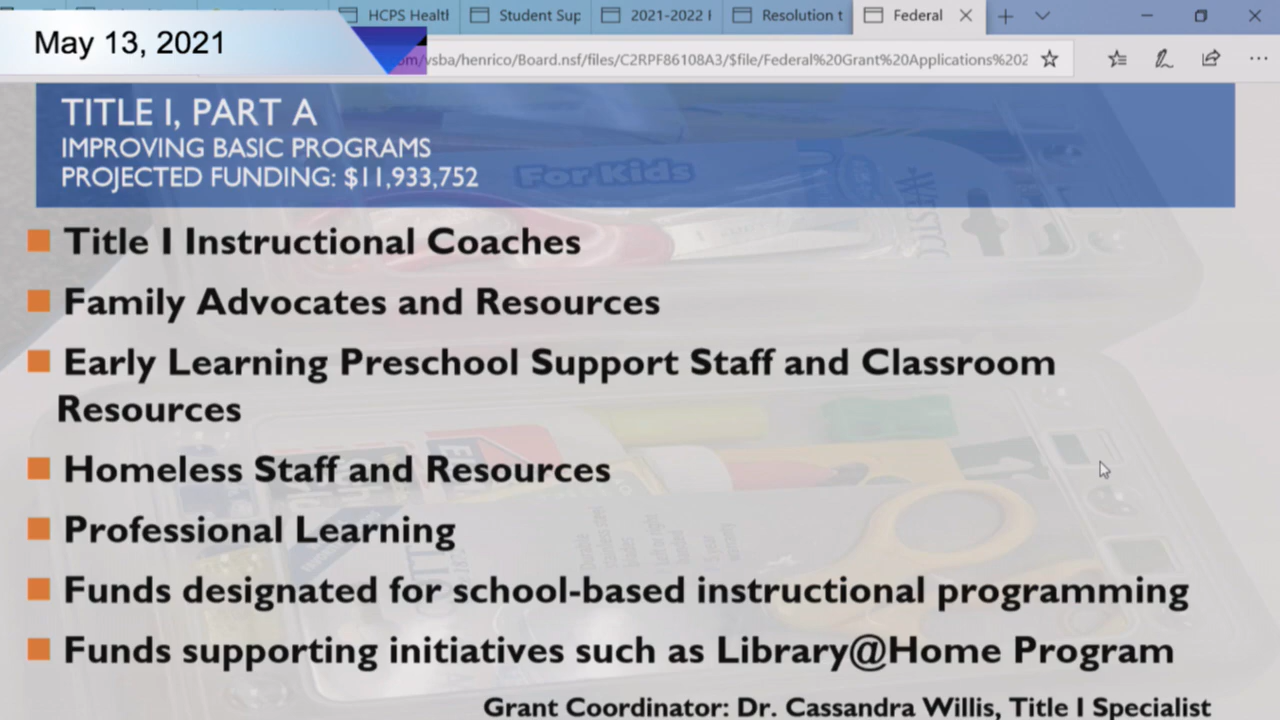 HCPS Healt
Student Sup
2021-2022
Resolution t
Federal
May 13, 2021
om/vsba/henrico/Board.nsf/files/C2RPF86108A3/$file/Federal%20Grant%20Applications%202
TITLE I, PART A
IMPROVING BASIC PROGRAMS
PROJECTED FUNDING: $11,933,752
For Kids
WESTC
Title I Instructional Coaches
Family Advocates and Resources
Early Learning Preschool Support Staff and Classroom
Resources
Homeless Staff and Resources
Professional Learning
Funds designated for school-based instructional programming
Funds supporting initiatives such as Library@Home Program
Grant Coordinator: Dr. Cassandra Willis, Title I Specialist